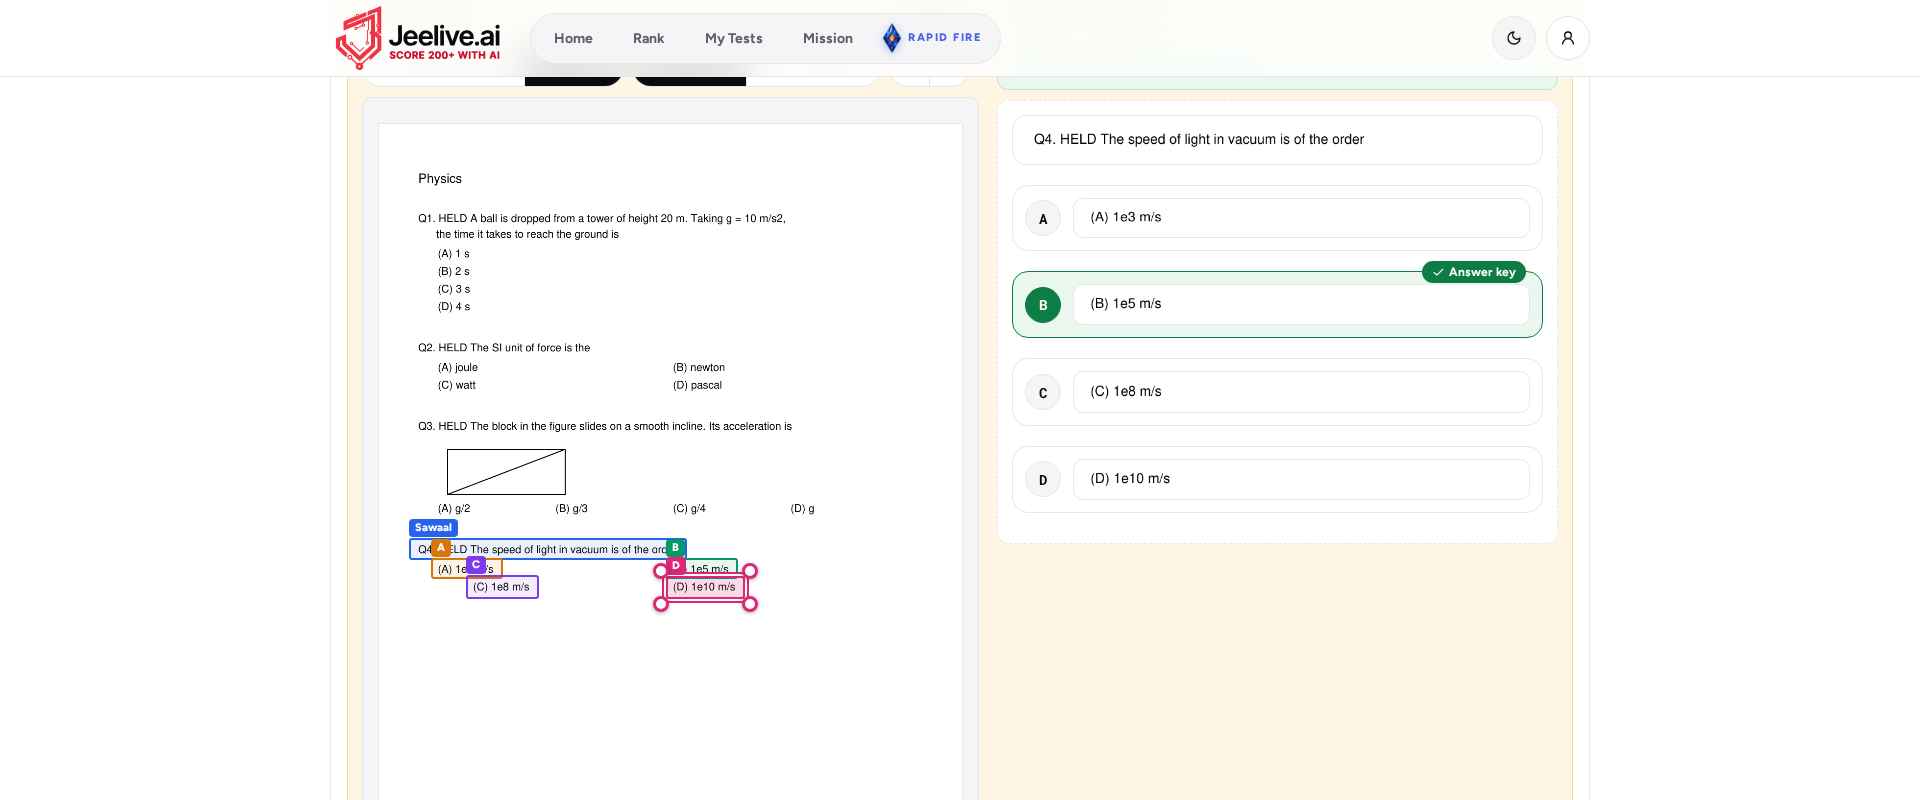 Jeelive.ai
SCORE 200+ WITH AI
Home
Rank
My Tests
Mission
RAPID FIRE
Physics
Q1. HELD A ball is dropped from a tower of height 20 m. Taking g = 10 m/s2,
the time it takes to reach the ground is
(A) 1 s
(B) 2 s
(C) 3 s
(D) 4 s
Q2. HELD The SI unit of force is the
(A) joule
(B) newton
(C) watt
(D) pascal
Q3. HELD The block in the figure slides on a smooth incline. Its acceleration is
(A) g/2
(B) g/3
(C) g/4
(D) g
Sawaal
A
B
The speed of light in vacuum is of the
C
D
(A)
1e5 m/s
(C) 1e8 m/s
(D) 1e10 m/s
Q4. HELD The speed of light in vacuum is of the order
A
(A) 1e3 m/s
Answer key
B
(B) 1e5 m/s
C
(C) 1e8 m/s
D
(D) 1e10 m/s